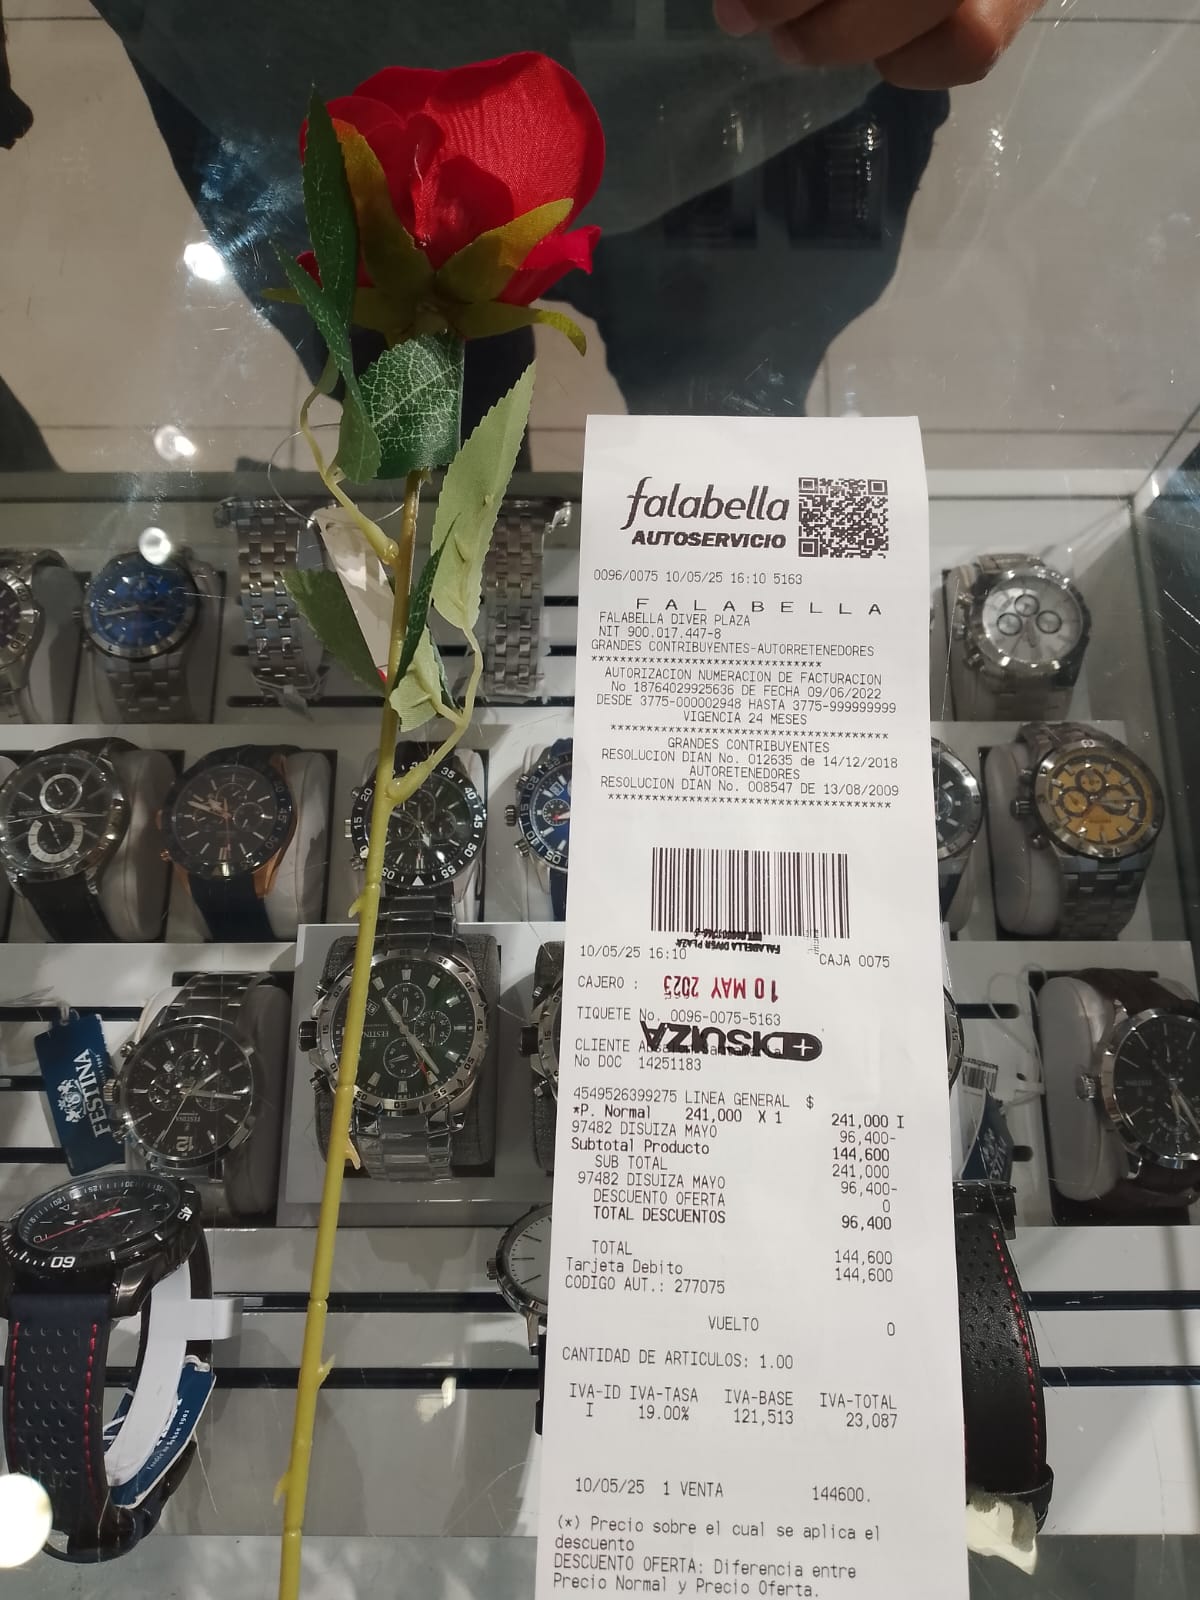 falabella
AUTOSERVICIO
0096/0075 10/05/25 16:10 5163
FALABELLA
FALABELLA DIVER PLAZA
NIT 900.017.447-8
GRANDES CONTRIBUYENTES-AUTORRETENEDORES
*******************************
AUTORIZACION NUMERACION DE FACTURACION
No 18764029925636 DE FECHA 09/06/2022
DESDE 3775-000002948 HASTA 3775-999999999
VIGENCIA 24 MESES
**************************************
GRANDES CONTRIBUYENTES
RESOLUCION DIAN No. 012635 de 14/12/2018
AUTORETENEDORES
RESOLUCION DIAN No. 008547 DE 13/08/2009
**************************************
FALABELLA DIVER PLAZA
10/05/25 16:10 CAJA 0075
CAJERO :
10 MAY 2025
TIQUETE No. 0096-0075-5163
DISUIZA
CLIENTE
No DOC 14251183
4549526399275 LINEA GENERAL $
*P. Normal 241,000 X 1 241,000 I
97482 DISUIZA MAYO 96,400-
Subtotal Producto 144,600
SUB TOTAL 241,000
97482 DISUIZA MAYO 96,400-
DESCUENTO OFERTA 0
TOTAL DESCUENTOS 96,400
TOTAL 144,600
Tarjeta Debito 144,600
CODIGO AUT.: 277075
VUELTO 0
CANTIDAD DE ARTICULOS: 1.00
IVA-ID IVA-TASA IVA-BASE IVA-TOTAL
I 19.00% 121,513 23,087
10/05/25 1 VENTA 144600.
(*) Precio sobre el cual se aplica el
descuento
DESCUENTO OFERTA: Diferencia entre
Precio Normal y Precio Oferta.
FESTINA
FESTINA